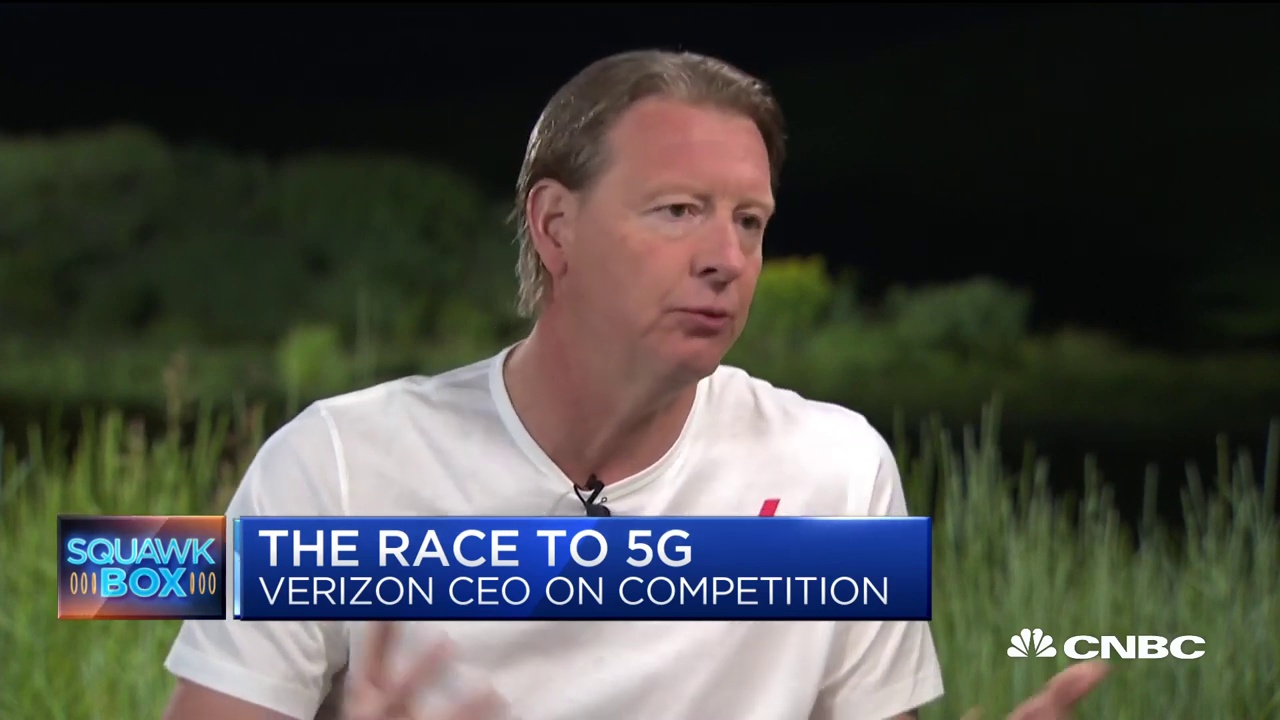 SQUAWK
BOX
THE RACE TO 5G
VERIZON CEO ON COMPETITION
CNBC